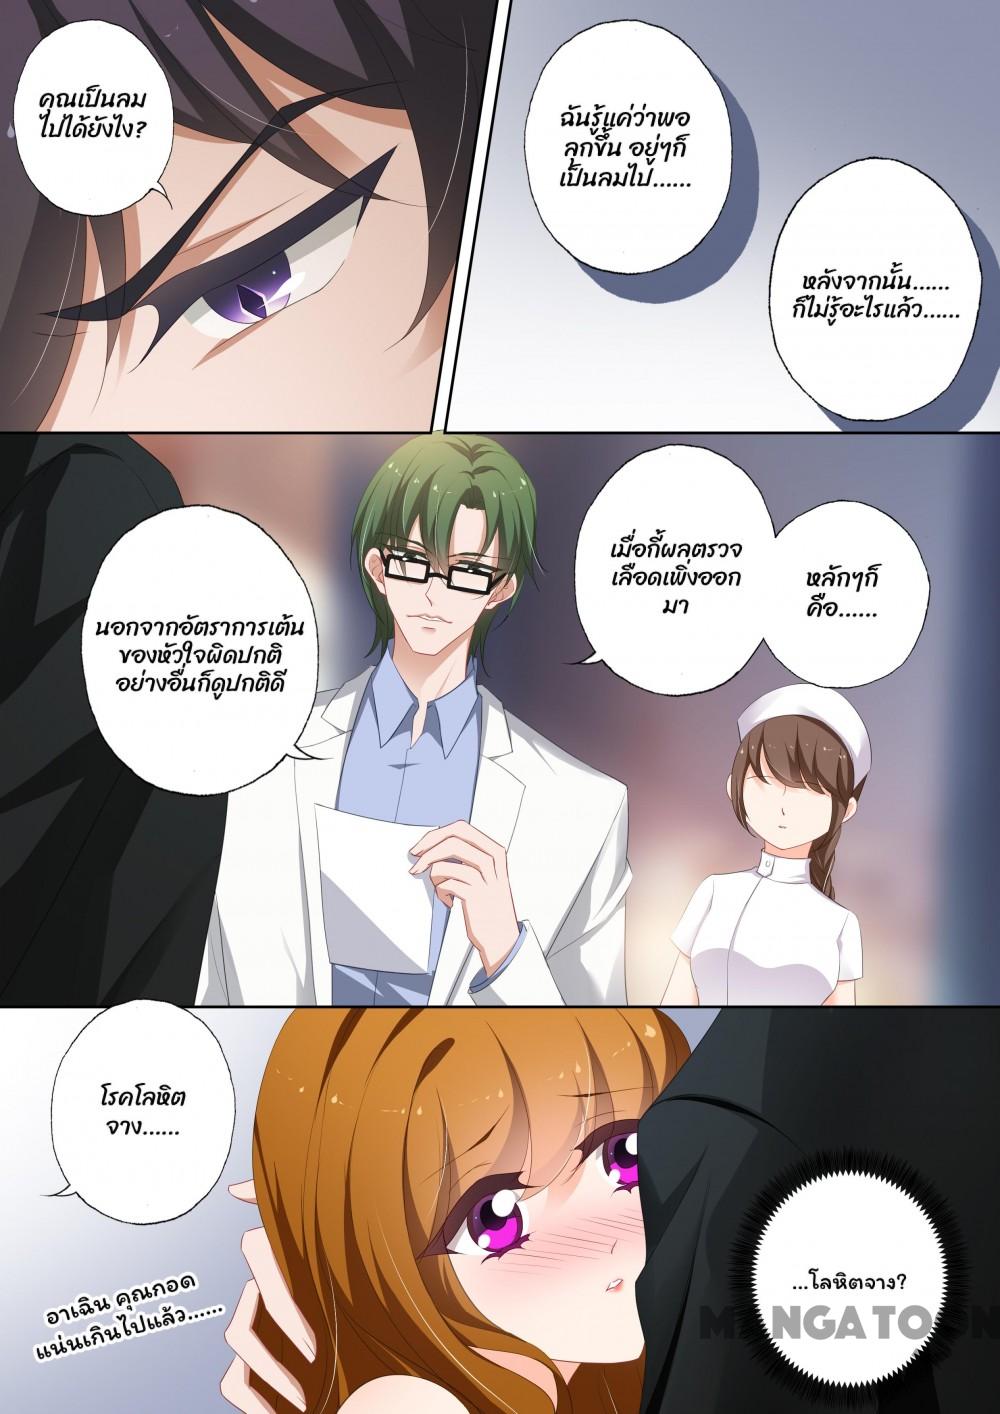 คุณเป็นลม
ไปได้ยังไง?
ฉันรู้แค่ว่าพอ
ลุกขึ้น อยู่ๆก็
เป็นลมไป......
หลังจากนั้น......
ก็ไม่รู้อะไรแล้ว......
นอกจากอัตราการเต้น
ของหัวใจผิดปกติ
อย่างอื่นก็ดูปกติดี
เมื่อกี้ผลตรวจ
เลือดเพิ่งออก
มา
หลักๆก็
คือ......
โรคโลหิต
จาง......
อาเฉิน คุณกอด
แน่นเกินไปแล้ว......
...โลหิตจาง?
MANGATOON